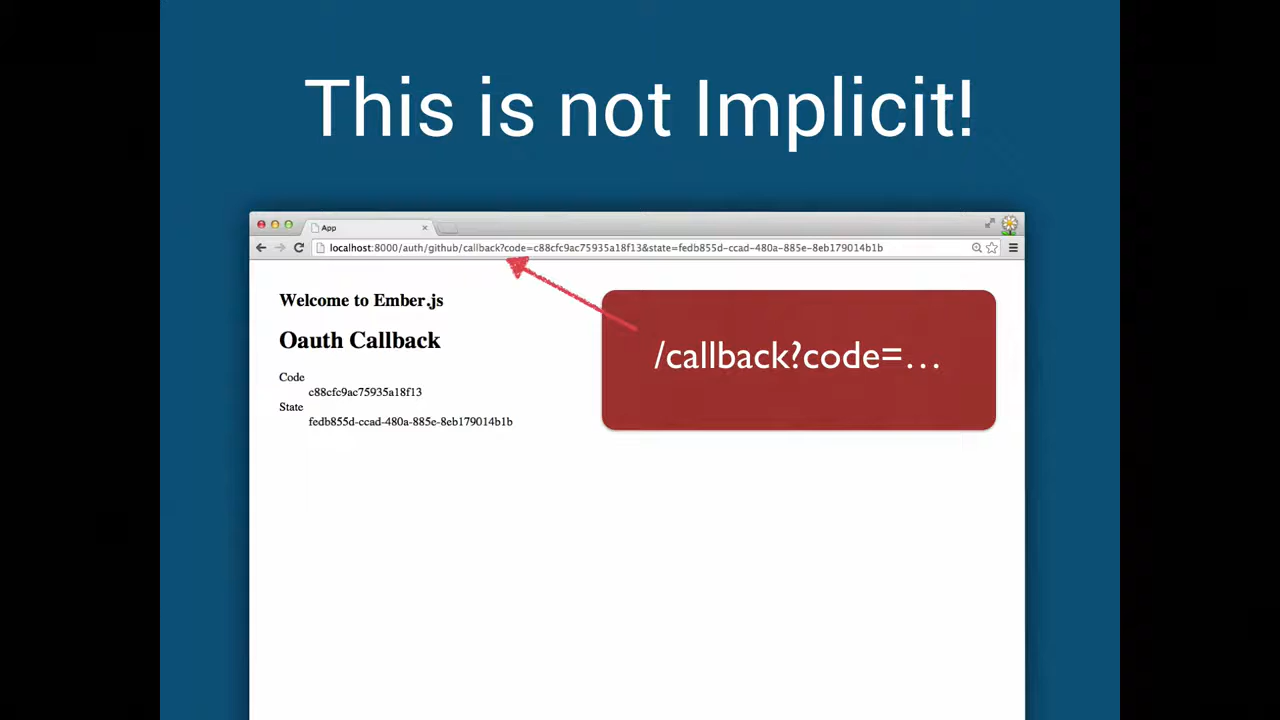 This is not Implicit!
App
localhost:8000/auth/github/callback?code=c88cfc9ac75935a18f13&state=fedb855d-ccad-480a-885e-8eb179014b1b
Welcome to Ember.js
Oauth Callback
/callback?code=…
Code
c88cfc9ac75935a18f13
State
fedb855d-ccad-480a-885e-8eb179014b1b